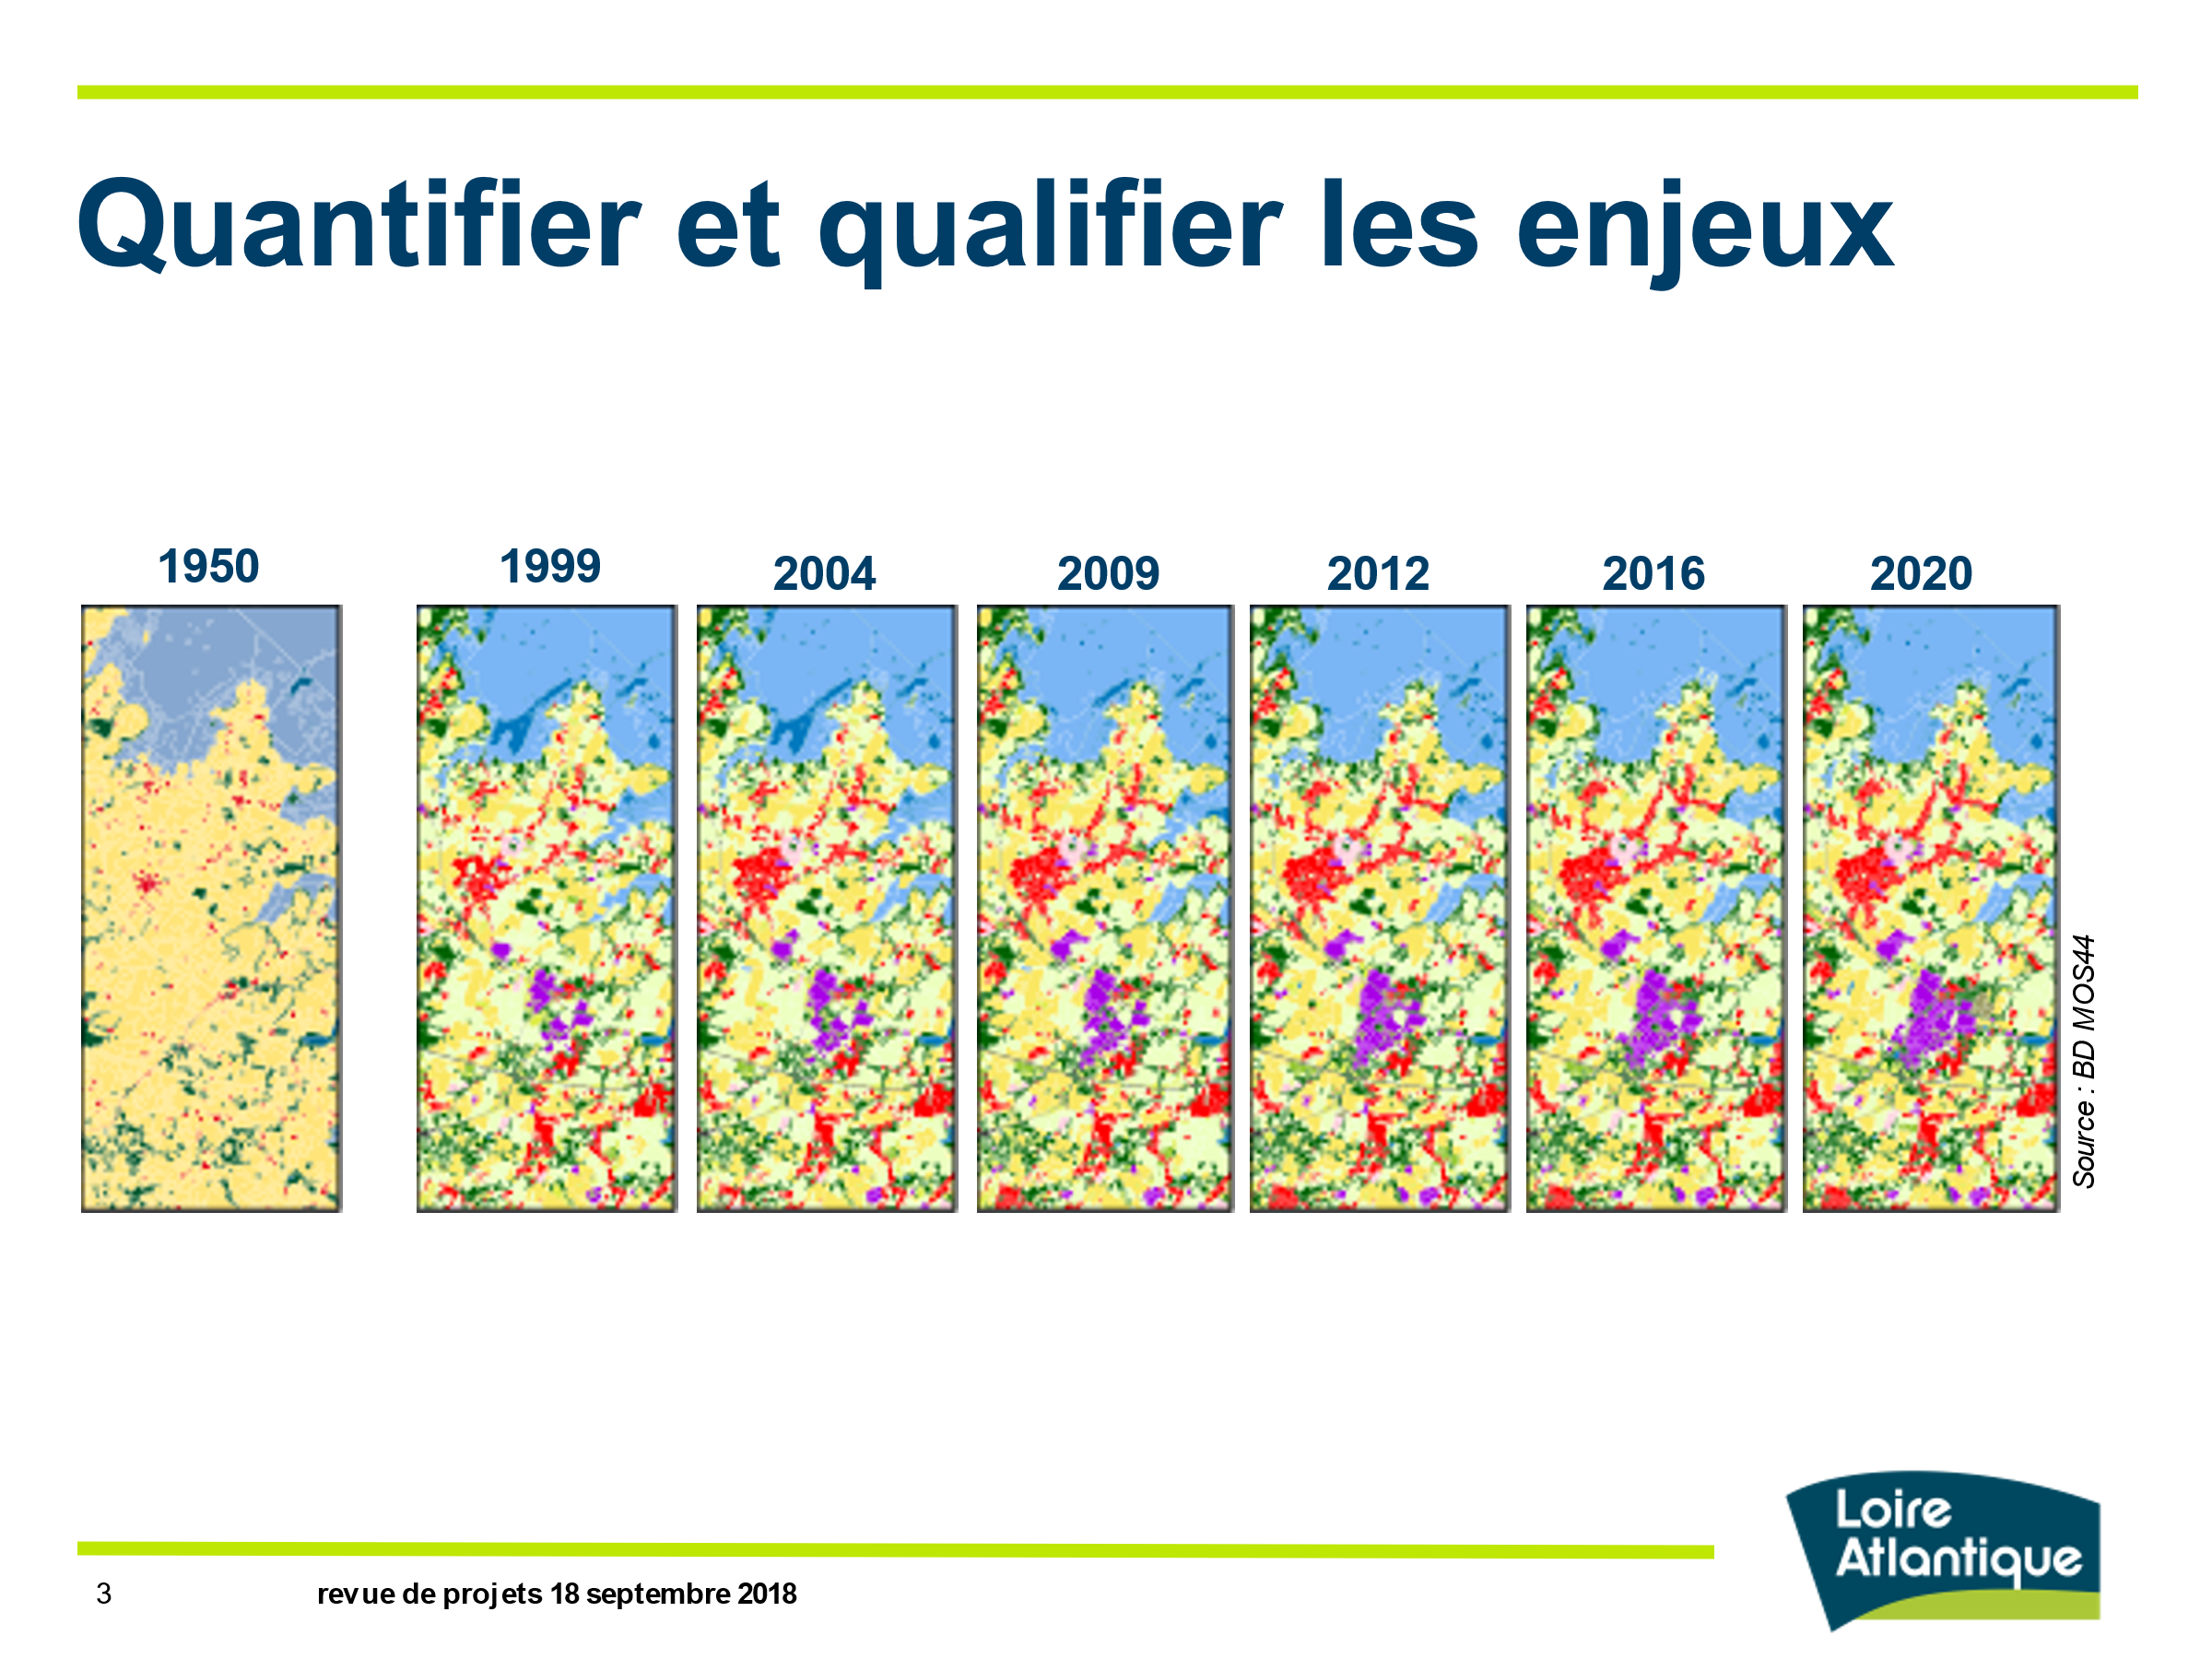 Quantifier et qualifier les enjeux
1950
1999
2004
2009
2012
2016
2020
Source : BD MOS44
Loire
Atlantique
3
revue de projets 18 septembre 2018